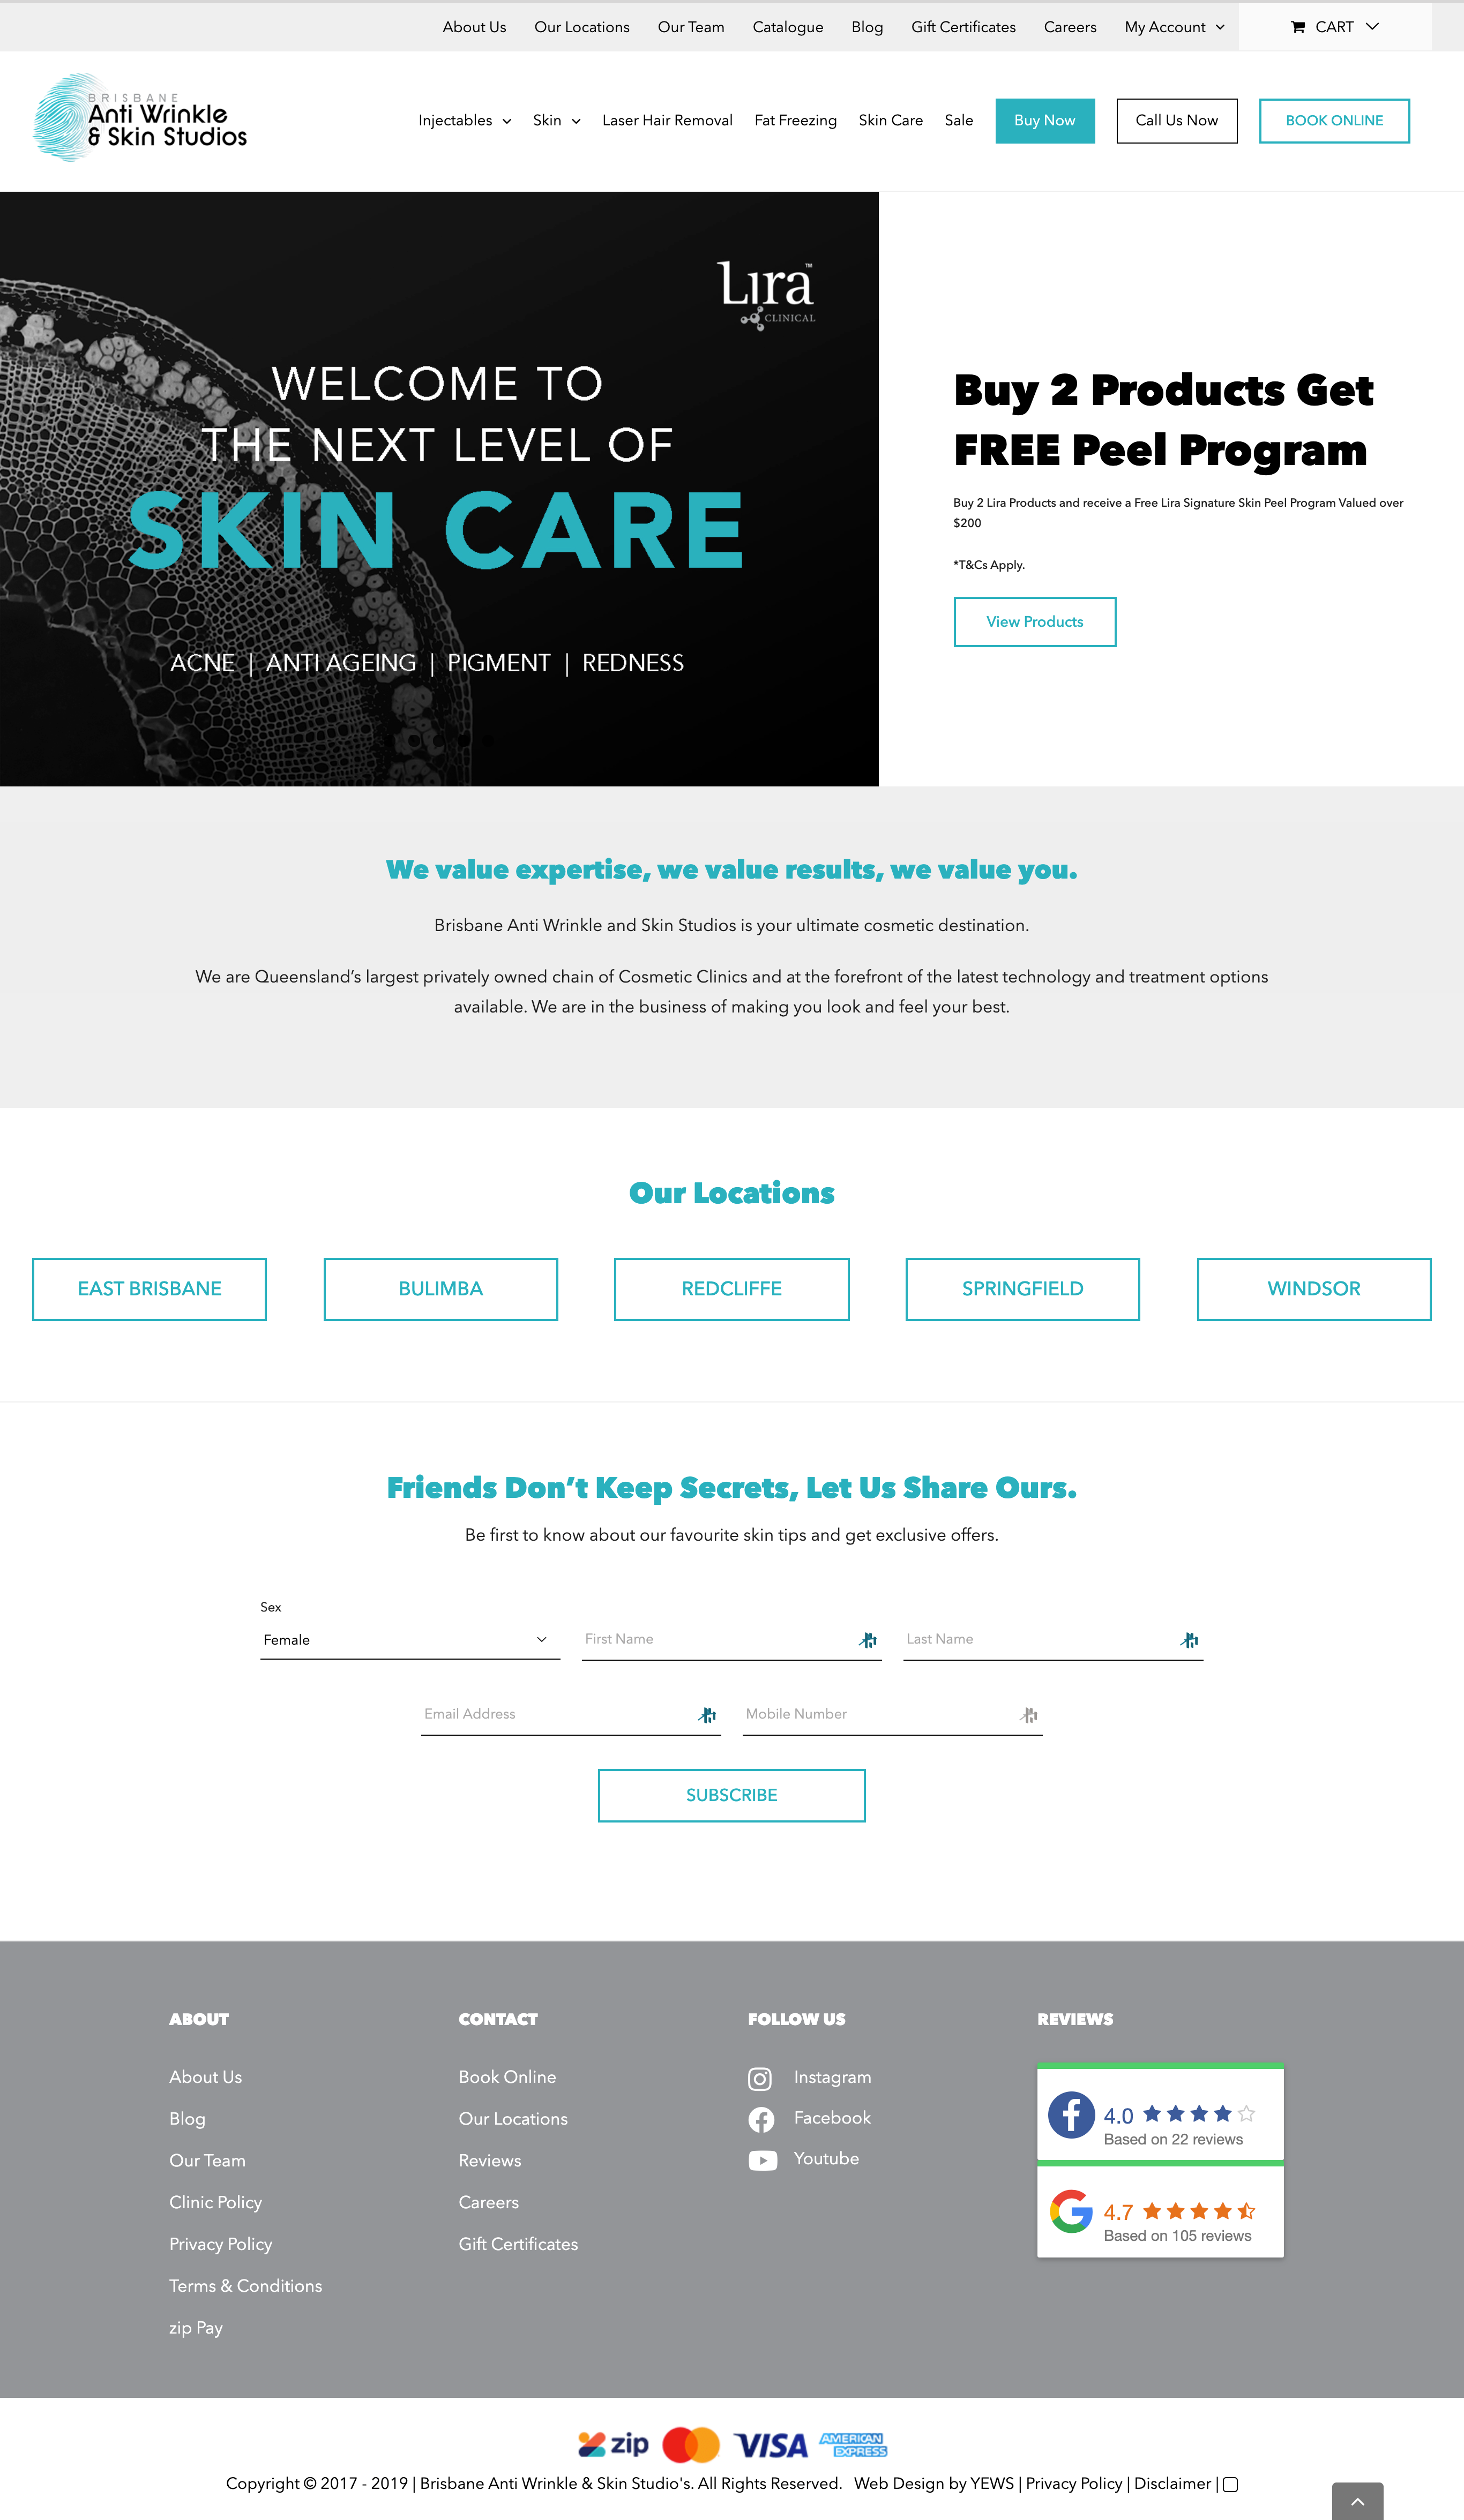 About Us Our Locations Our Team Catalogue Blog Gift Certificates Careers My Account CART
BRISBANE
Anti Wrinkle
& Skin Studios
Injectables Skin Laser Hair Removal Fat Freezing Skin Care Sale Buy Now Call Us Now BOOK ONLINE
Lira™
CLINICAL
WELCOME TO
THE NEXT LEVEL OF
SKIN CARE
ACNE | ANTI AGEING | PIGMENT | REDNESS
Buy 2 Products Get
FREE Peel Program
Buy 2 Lira Products and receive a Free Lira Signature Skin Peel Program Valued over
$200
*T&Cs Apply.
View Products
We value expertise, we value results, we value you.
Brisbane Anti Wrinkle and Skin Studios is your ultimate cosmetic destination.
We are Queensland’s largest privately owned chain of Cosmetic Clinics and at the forefront of the latest technology and treatment options
available. We are in the business of making you look and feel your best.
Our Locations
EAST BRISBANE BULIMBA REDCLIFFE SPRINGFIELD WINDSOR
Friends Don’t Keep Secrets, Let Us Share Ours.
Be first to know about our favourite skin tips and get exclusive offers.
Sex
Female First Name Last Name
Email Address Mobile Number
SUBSCRIBE
ABOUT
About Us
Blog
Our Team
Clinic Policy
Privacy Policy
Terms & Conditions
zip Pay
CONTACT
Book Online
Our Locations
Reviews
Careers
Gift Certificates
FOLLOW US
Instagram
Facebook
Youtube
REVIEWS
4.0
Based on 22 reviews
4.7
Based on 105 reviews
zip VISA AMERICAN EXPRESS
Copyright © 2017 - 2019 | Brisbane Anti Wrinkle & Skin Studio's. All Rights Reserved. Web Design by YEWS | Privacy Policy | Disclaimer |